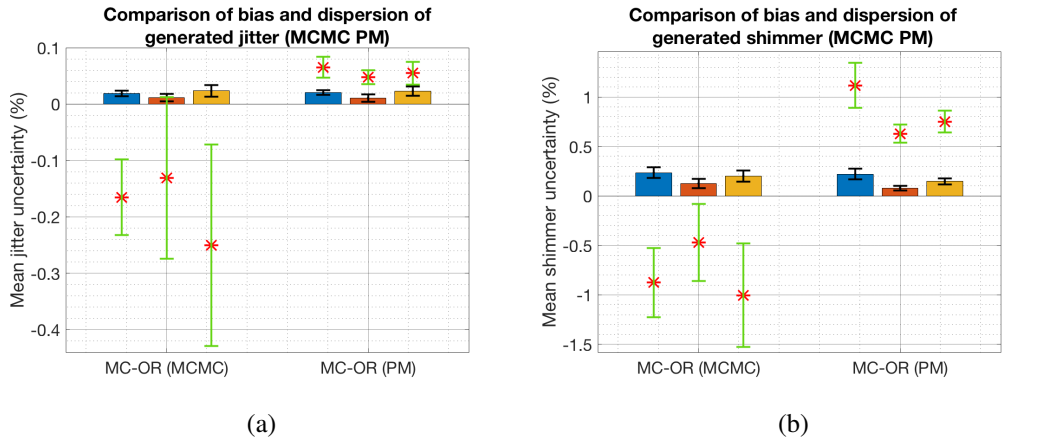 Comparison of bias and dispersion of
generated jitter (MCMC PM)
Mean jitter uncertainty (%)
0.1
0
-0.1
-0.2
-0.3
-0.4
MC-OR (MCMC)
MC-OR (PM)
(a)
Comparison of bias and dispersion of
generated shimmer (MCMC PM)
Mean shimmer uncertainty (%)
1
0.5
0
-0.5
-1
-1.5
MC-OR (MCMC)
MC-OR (PM)
(b)